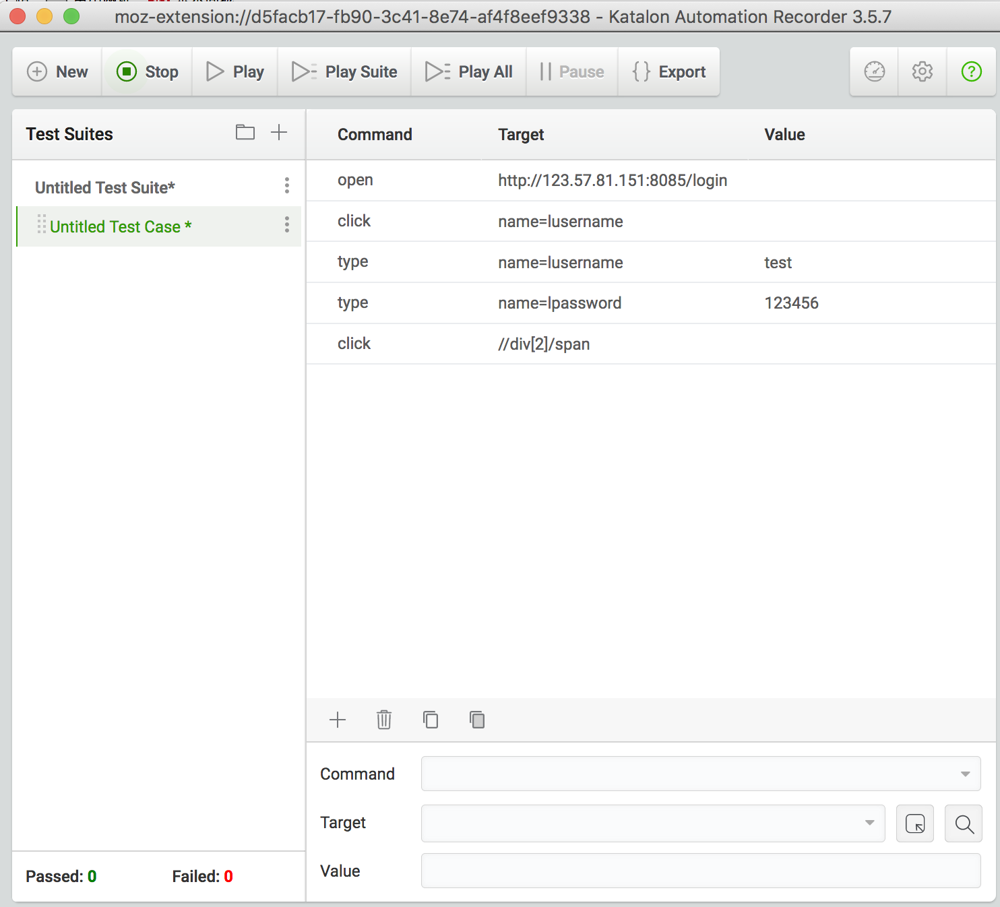 moz-extension://d5facb17-fb90-3c41-8e74-af4f8eef9338 - Katalon Automation Recorder 3.5.7
New Stop Play Play Suite Play All Pause Export ?
Test Suites
Command Target Value
Untitled Test Suite*
Untitled Test Case *
open http://123.57.81.151:8085/login
click name=lusername
type name=lusername test
type name=lpassword 123456
click //div[2]/span
Command
Target
Value
Passed: 0 Failed: 0